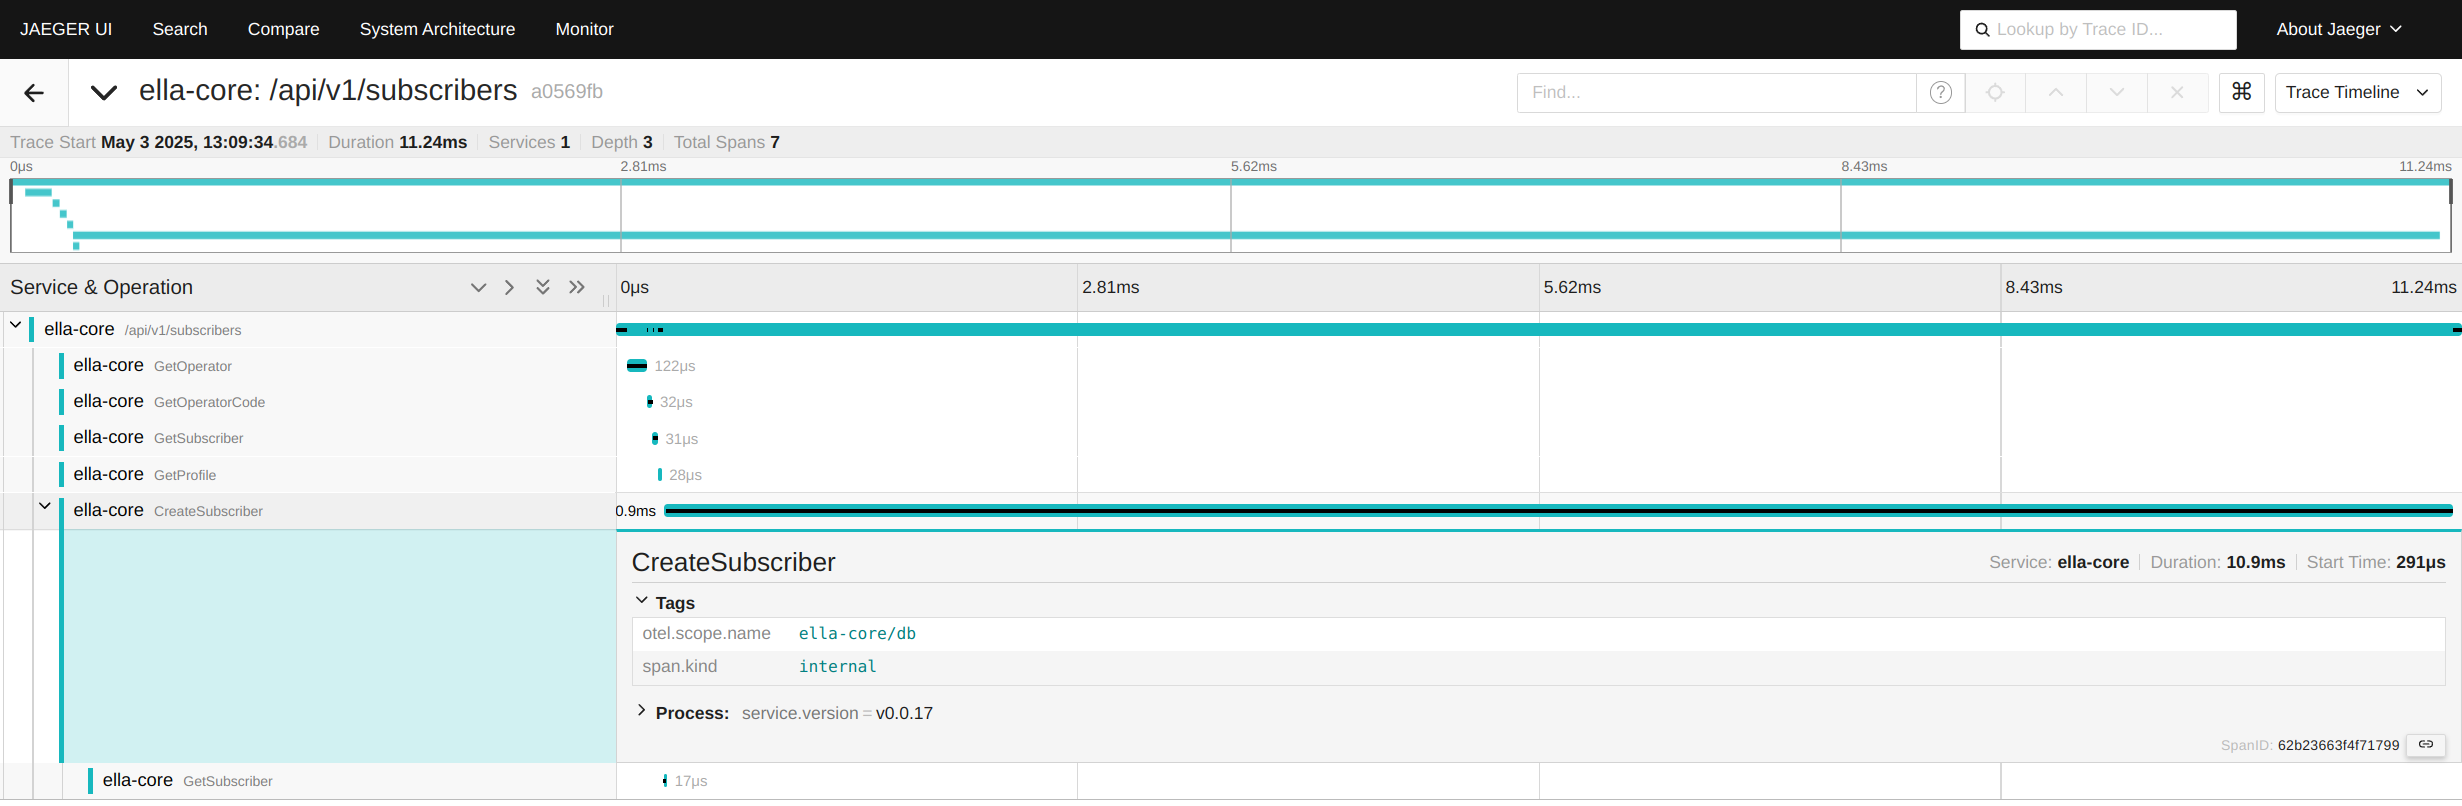 JAEGER UI Search Compare System Architecture Monitor Lookup by Trace ID... About Jaeger
ella-core: /api/v1/subscribers a0569fb Find... ? ⌘ Trace Timeline
Trace Start May 3 2025, 13:09:34.684 Duration 11.24ms Services 1 Depth 3 Total Spans 7
0μs 2.81ms 5.62ms 8.43ms 11.24ms
Service & Operation 0μs 2.81ms 5.62ms 8.43ms 11.24ms
ella-core /api/v1/subscribers
ella-core GetOperator 122μs
ella-core GetOperatorCode 32μs
ella-core GetSubscriber 31μs
ella-core GetProfile 28μs
ella-core CreateSubscriber 0.9ms
CreateSubscriber Service: ella-core Duration: 10.9ms Start Time: 291μs
Tags
otel.scope.name ella-core/db
span.kind internal
Process: service.version = v0.0.17
SpanID: 62b23663f4f71799
ella-core GetSubscriber 17μs